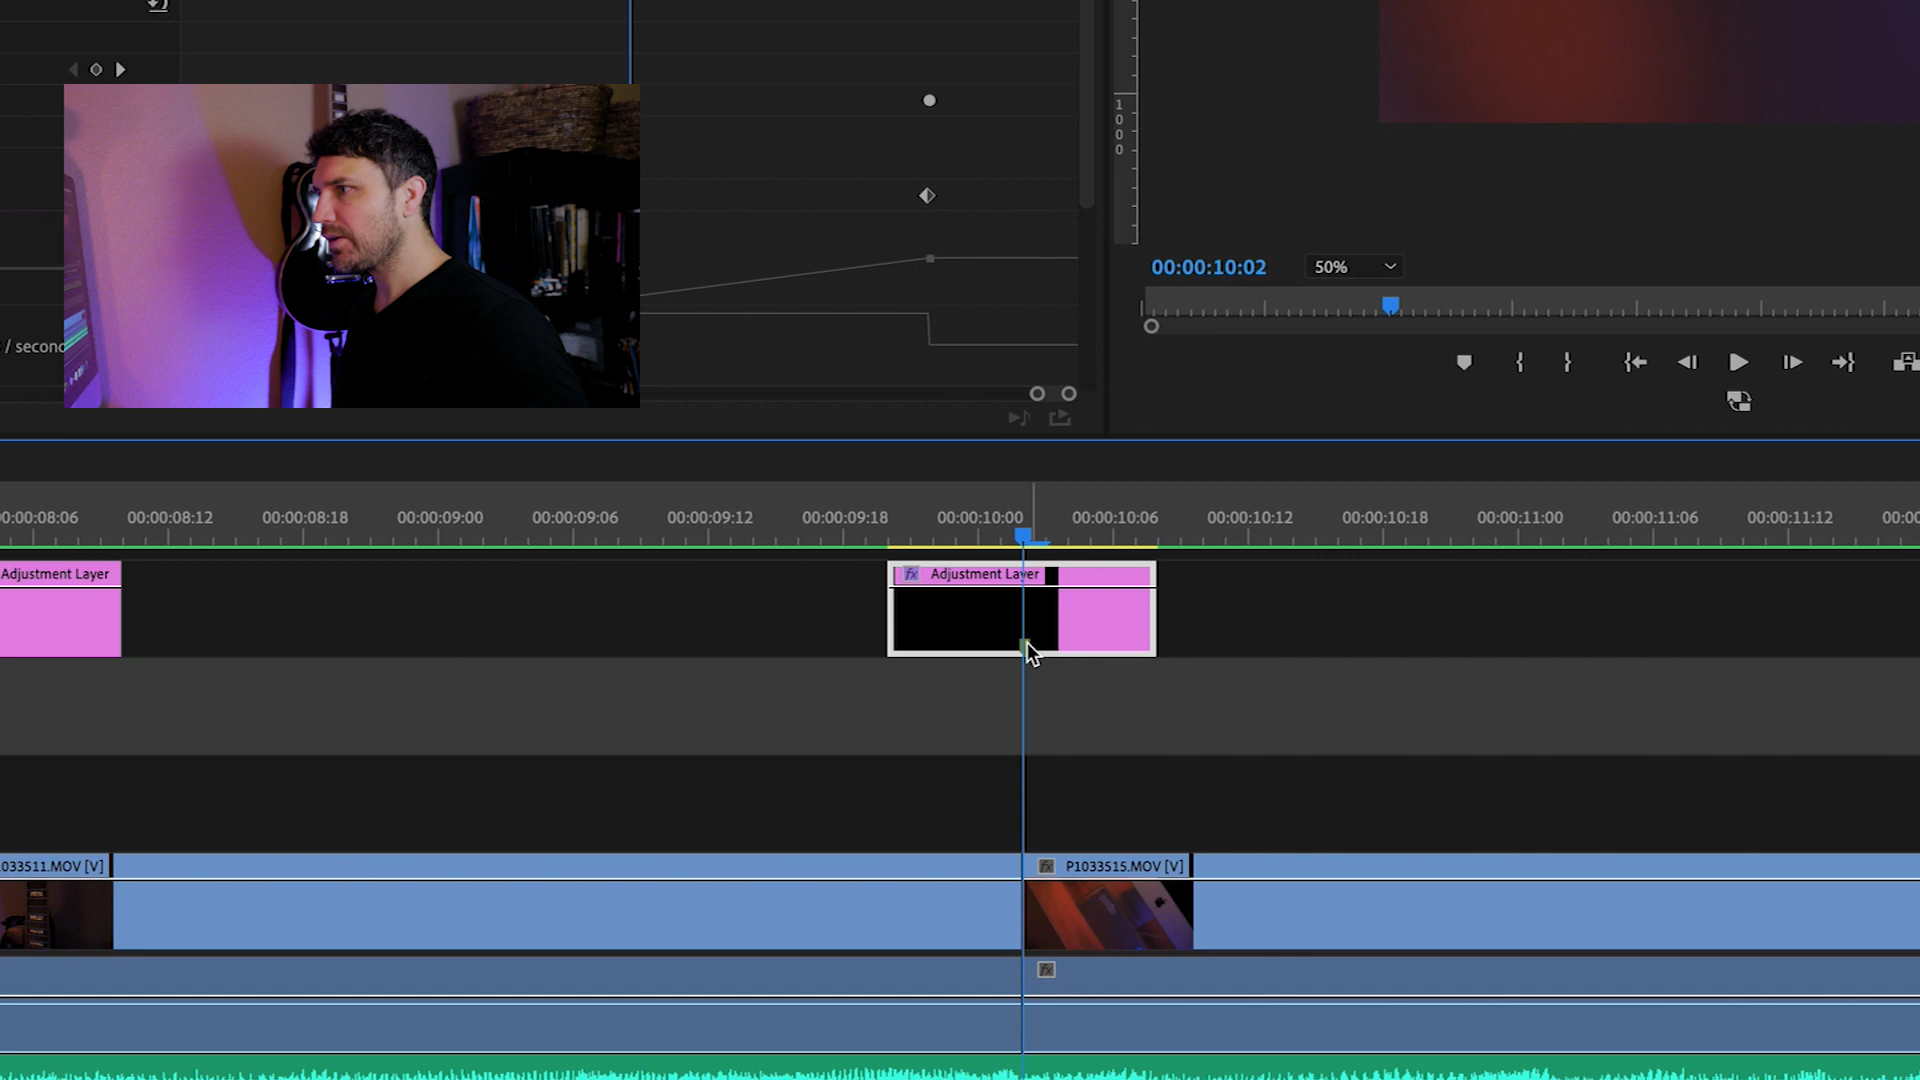 1
0
0
00:00:10:02
50%
/ second
00:00:08:06 00:00:08:12 00:00:08:18 00:00:09:00 00:00:09:06 00:00:09:12 00:00:09:18 00:00:10:00 00:00:10:06 00:00:10:12 00:00:10:18 00:00:11:00 00:00:11:06 00:00:11:12 00:00
Adjustment Layer
fx Adjustment Layer
033511.MOV [V]
fx P1033515.MOV [V]
fx